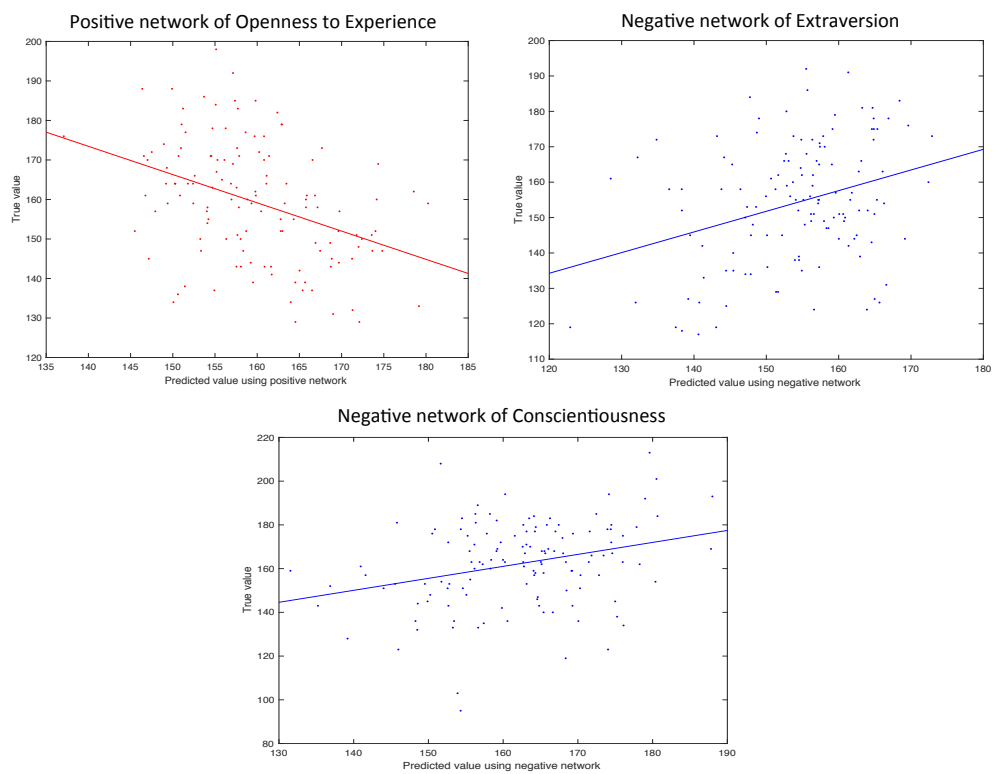 Positive network of Openness to Experience
200
190
180
170
160
150
140
130
120
True value
135 140 145 150 155 160 165 170 175 180 185
Predicted value using positive network
Negative network of Extraversion
200
190
180
170
160
150
140
130
120
110
True value
120 130 140 150 160 170 180
Predicted value using negative network
Negative network of Conscientiousness
220
200
180
160
140
120
100
80
True value
130 140 150 160 170 180 190
Predicted value using negative network